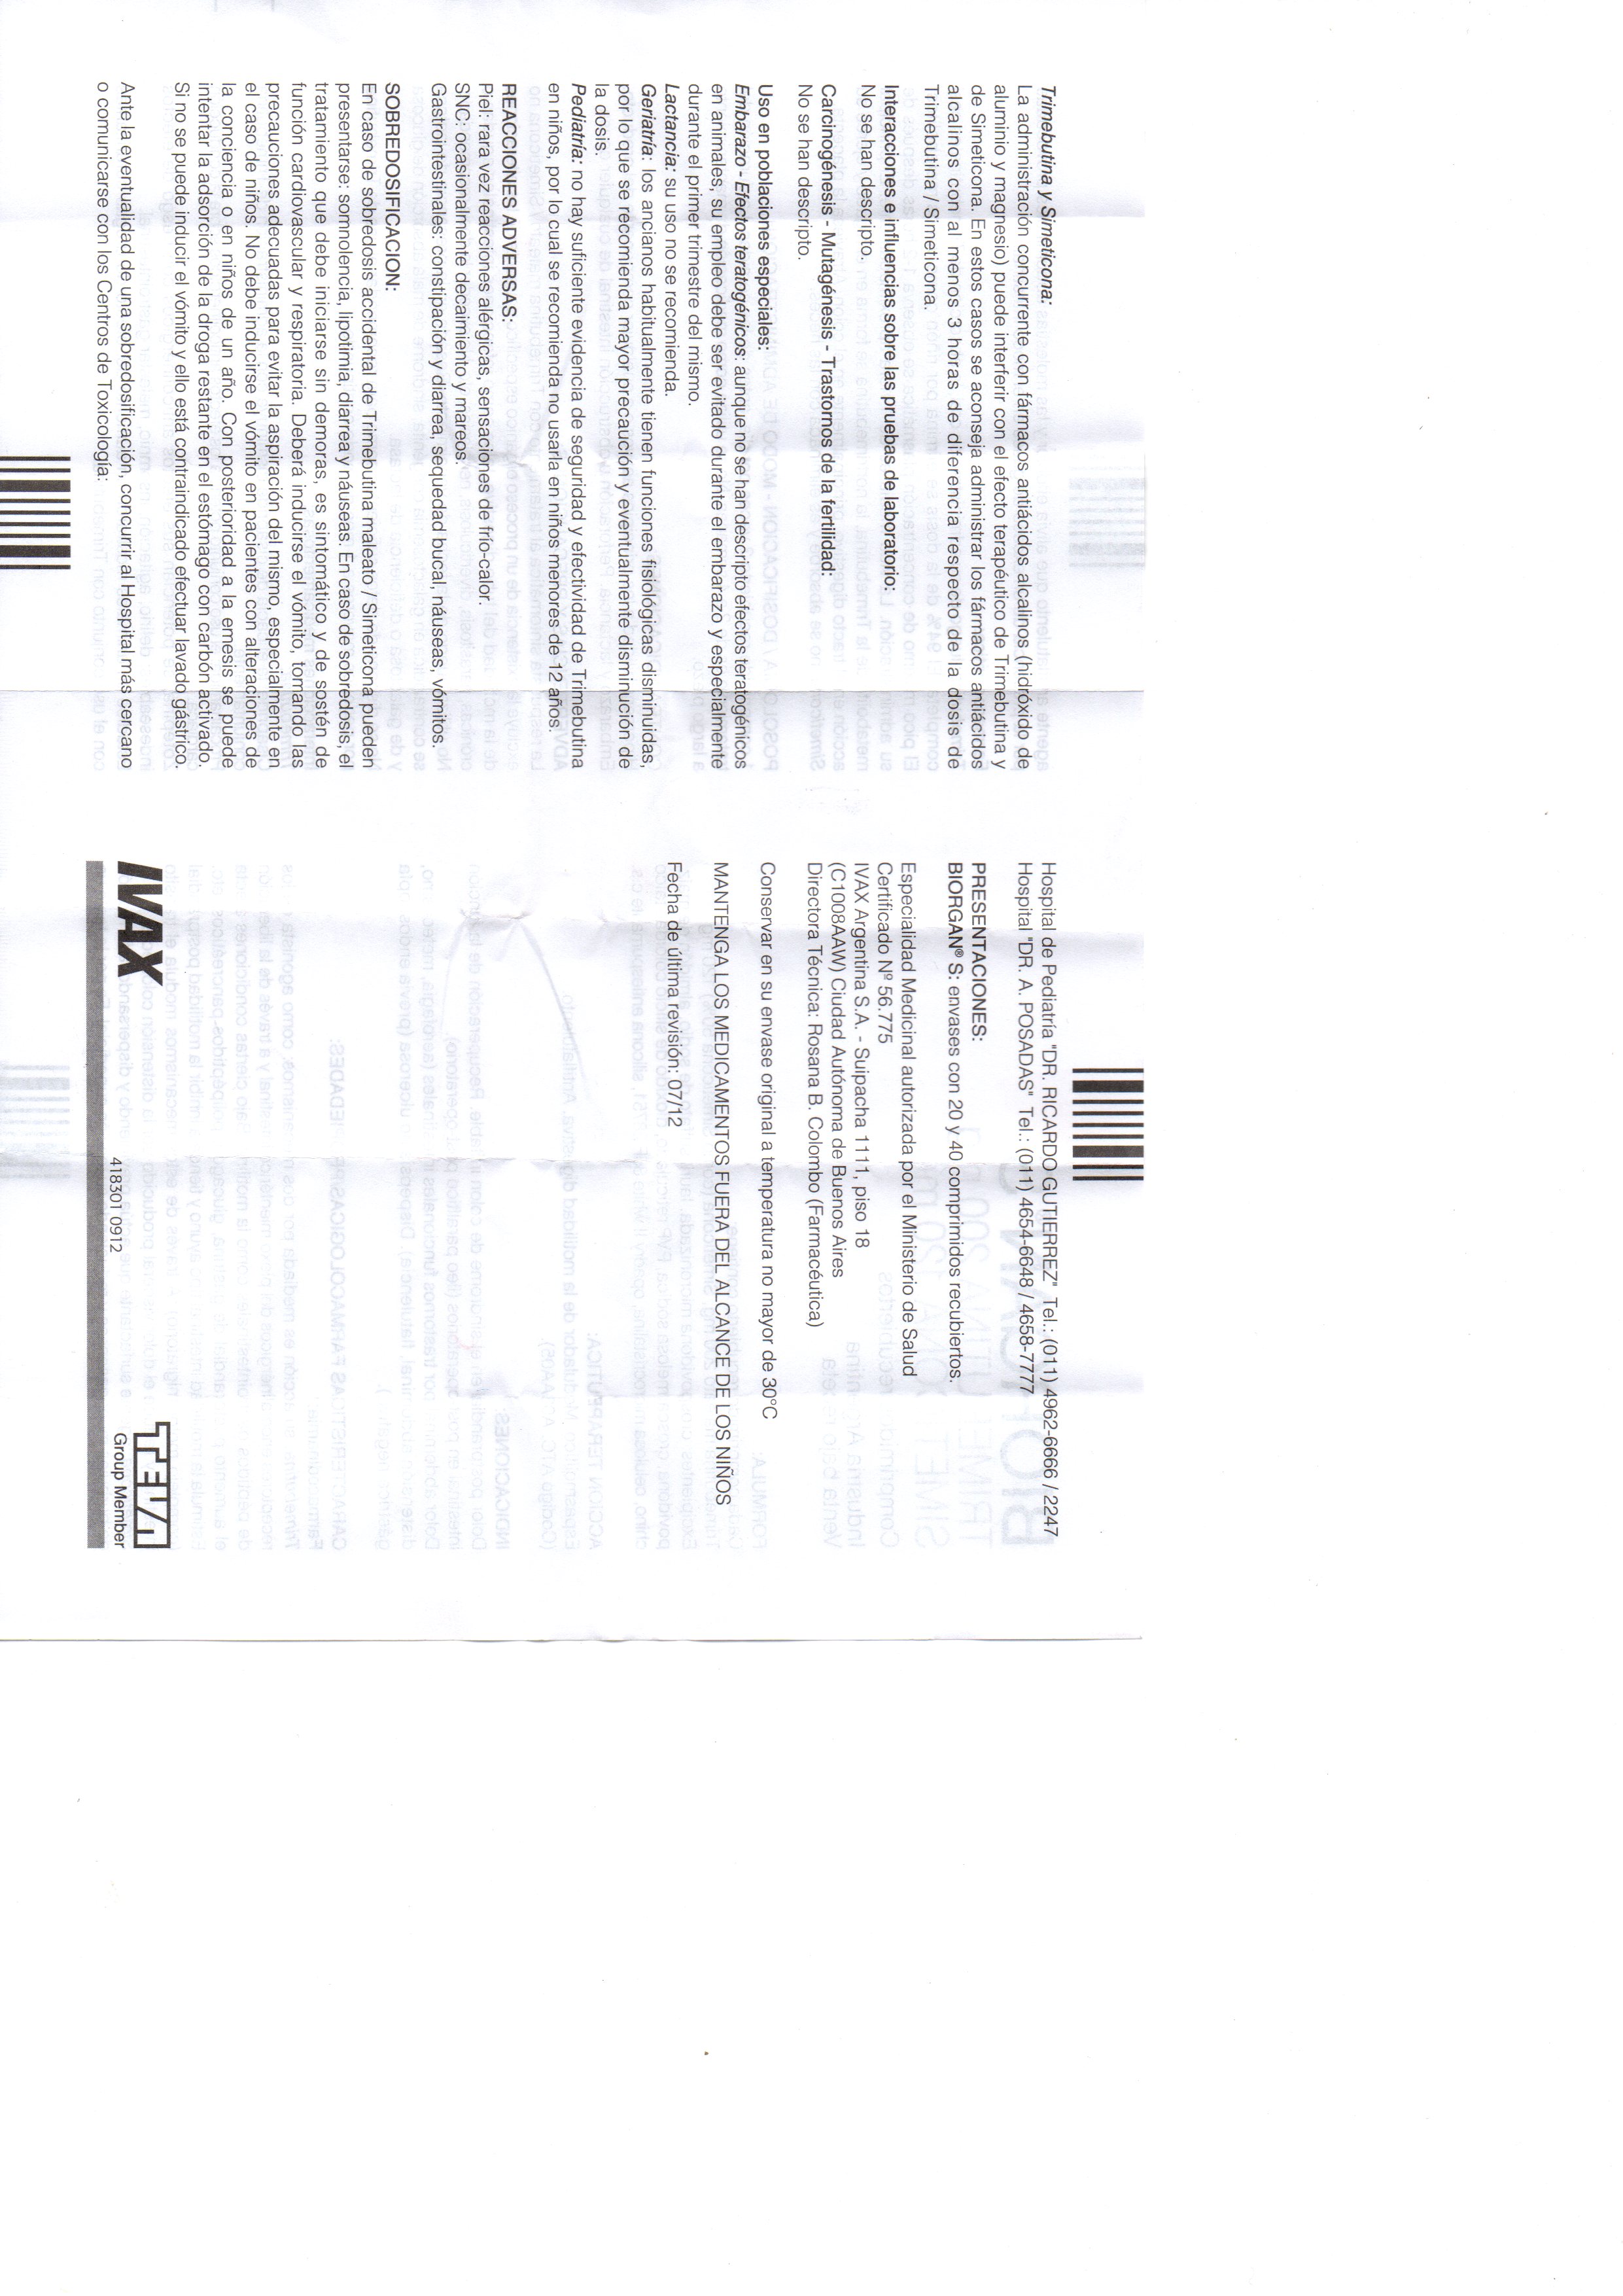 Trimebutina y Simeticona:
La administración concurrente con fármacos antiácidos alcalinos (hidróxido de
aluminio y magnesio) puede interferir con el efecto terapéutico de Trimebutina y
de Simeticona. En estos casos se aconseja administrar los fármacos antiácidos
alcalinos con al menos 3 horas de diferencia respecto de la dosis de
Trimebutina / Simeticona.
Interacciones e influencias sobre las pruebas de laboratorio:
No se han descripto.
Carcinogénesis - Mutagénesis - Trastornos de la fertilidad:
No se han descripto.
Uso en poblaciones especiales:
Embarazo - Efectos teratogénicos: aunque no se han descripto efectos teratogénicos
en animales, su empleo debe ser evitado durante el embarazo y especialmente
durante el primer trimestre del mismo.
Lactancia: su uso no se recomienda.
Geriatría: los ancianos habitualmente tienen funciones fisiológicas disminuidas,
por lo que se recomienda mayor precaución y eventualmente disminución de
la dosis.
Pediatría: no hay suficiente evidencia de seguridad y efectividad de Trimebutina
en niños, por lo cual se recomienda no usarla en niños menores de 12 años.
REACCIONES ADVERSAS:
Piel: rara vez reacciones alérgicas, sensaciones de frío-calor.
SNC: ocasionalmente decaimiento y mareos.
Gastrointestinales: constipación y diarrea, sequedad bucal, náuseas, vómitos.
SOBREDOSIFICACION:
En caso de sobredosis accidental de Trimebutina maleato / Simeticona pueden
presentarse: somnolencia, lipotimia, diarrea y náuseas. En caso de sobredosis, el
tratamiento que debe iniciarse sin demoras, es sintomático y de sostén de
función cardiovascular y respiratoria. Deberá inducirse el vómito, tomando las
precauciones adecuadas para evitar la aspiración del mismo, especialmente en
el caso de niños. No debe inducirse el vómito en pacientes con alteraciones de
la conciencia o en niños de un año. Con posterioridad a la emesis se puede
intentar la adsorción de la droga restante en el estómago con carbón activado.
Si no se puede inducir el vómito y ello está contraindicado efectuar lavado gástrico.
Ante la eventualidad de una sobredosificación, concurrir al Hospital más cercano
o comunicarse con los Centros de Toxicología:
Hospital de Pediatría "DR. RICARDO GUTIERREZ" Tel.: (011) 4962-6666 / 2247
Hospital "DR. A. POSADAS" Tel.: (011) 4654-6648 / 4658-7777
PRESENTACIONES:
BIORGAN® S: envases con 20 y 40 comprimidos recubiertos.
Especialidad Medicinal autorizada por el Ministerio de Salud
Certificado Nº 56.775
IVAX Argentina S.A. - Suipacha 1111, piso 18
(C1008AAW) Ciudad Autónoma de Buenos Aires
Directora Técnica: Rosana B. Colombo (Farmacéutica)
Conservar en su envase original a temperatura no mayor de 30ºC
MANTENGA LOS MEDICAMENTOS FUERA DEL ALCANCE DE LOS NIÑOS
Fecha de última revisión: 07/12
IVAX
418301 0912
TEVA
Group Member